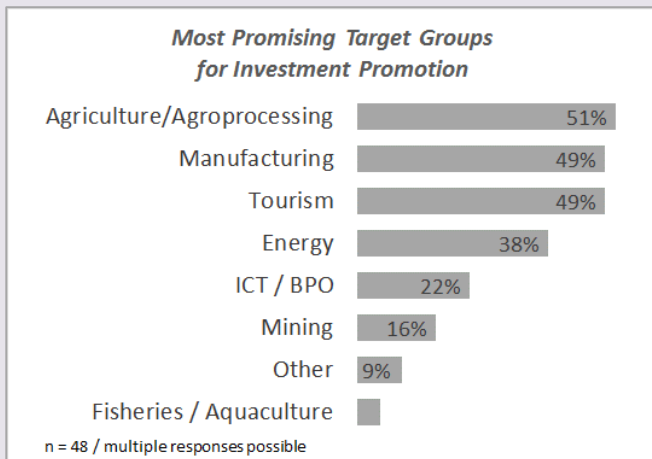 Most Promising Target Groups
for Investment Promotion
Agriculture/Agroprocessing 51%
Manufacturing 49%
Tourism 49%
Energy 38%
ICT / BPO 22%
Mining 16%
Other 9%
Fisheries / Aquaculture
n = 48 / multiple responses possible